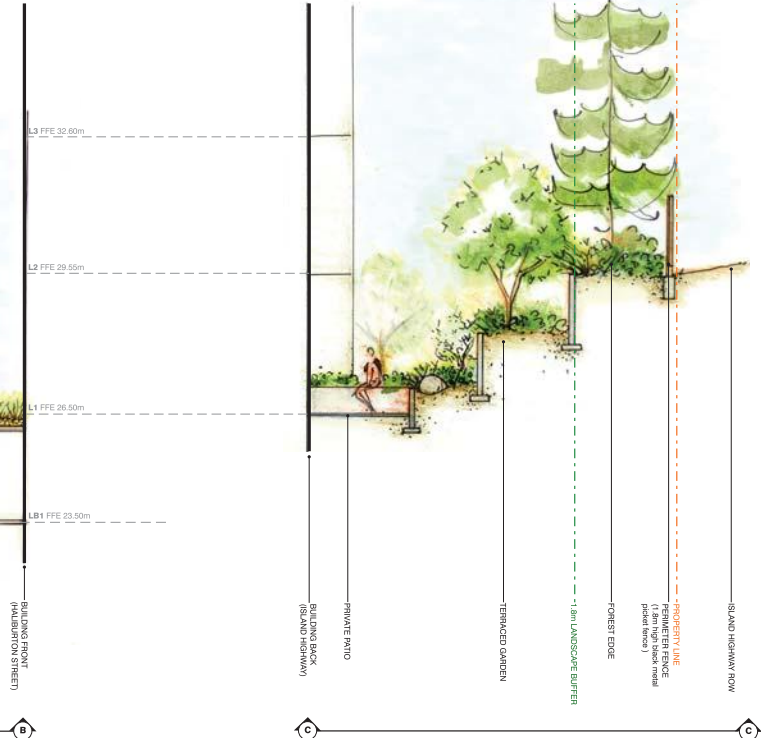 L3 FFE 32.60m
L2 FFE 29.55m
L1 FFE 26.50m
LB1 FFE 23.50m
BUILDING FRONT
(HALIBURTON STREET)
BUILDING BACK
(ISLAND HIGHWAY)
PRIVATE PATIO
TERRACED GARDEN
1.8m LANDSCAPE BUFFER
FOREST EDGE
PERIMETER FENCE
(1.8m high black metal
picket fence )
PROPERTY LINE
ISLAND HIGHWAY ROW
B
C
C